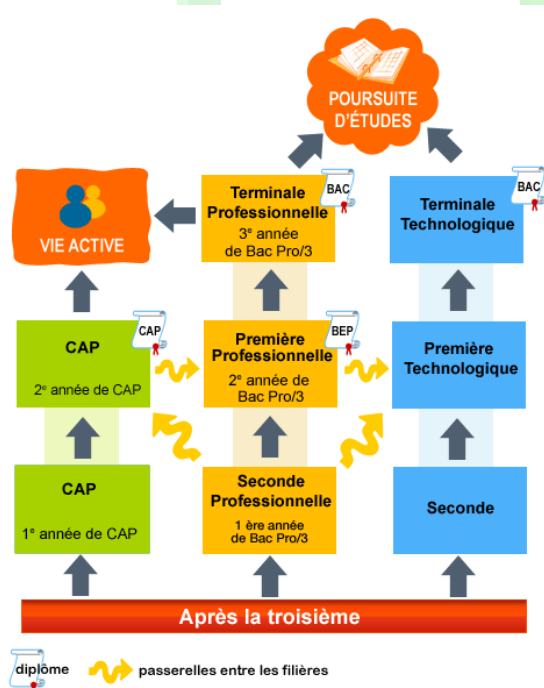 POURSUITE
D'ÉTUDES
VIE ACTIVE
Terminale
Professionnelle
3e année
de Bac Pro/3
BAC
Terminale
Technologique
BAC
CAP
2e année de CAP
CAP
Première
Professionnelle
2e année de
Bac Pro/3
BEP
Première
Technologique
CAP
1e année de CAP
Seconde
Professionnelle
1 ère année
de Bac Pro/3
Seconde
Après la troisième
diplôme
passerelles entre les filières